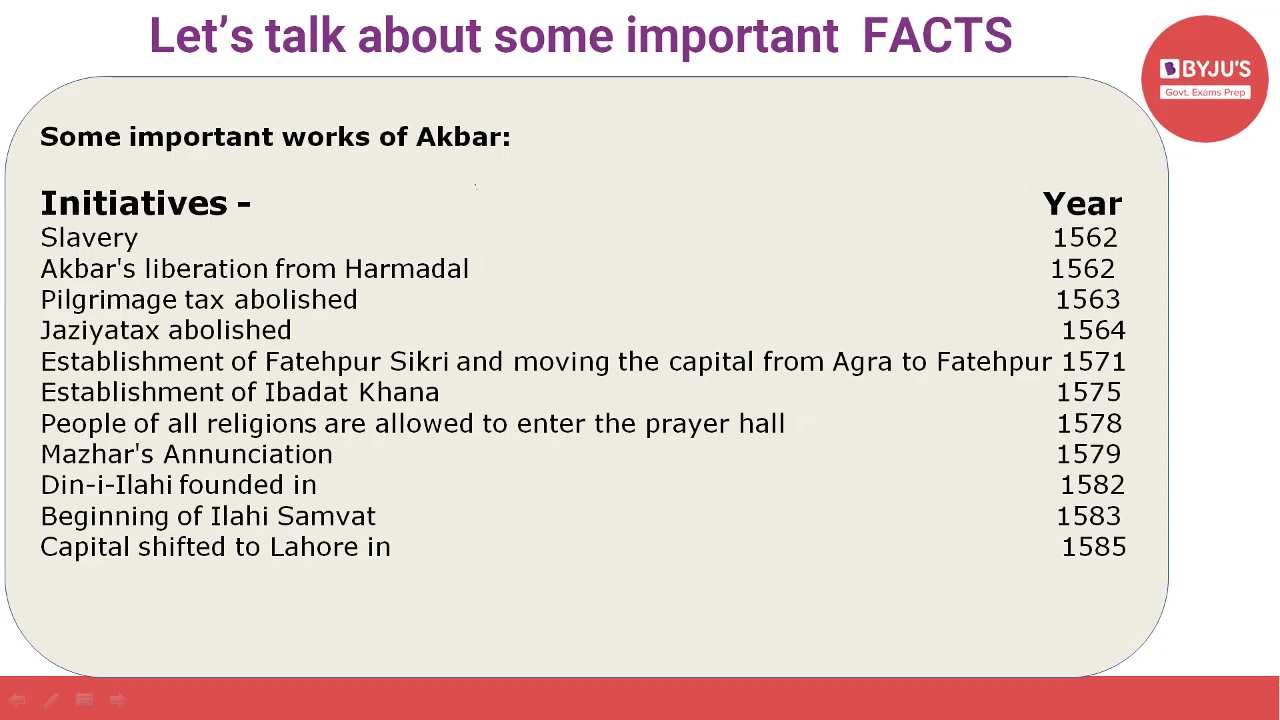 Let's talk about some important FACTS
BYJU'S
Govt. Exams Prep
Some important works of Akbar:
Initiatives - Year
Slavery 1562
Akbar's liberation from Harmadal 1562
Pilgrimage tax abolished 1563
Jaziyatax abolished 1564
Establishment of Fatehpur Sikri and moving the capital from Agra to Fatehpur 1571
Establishment of Ibadat Khana 1575
People of all religions are allowed to enter the prayer hall 1578
Mazhar's Annunciation 1579
Din-i-Ilahi founded in 1582
Beginning of Ilahi Samvat 1583
Capital shifted to Lahore in 1585